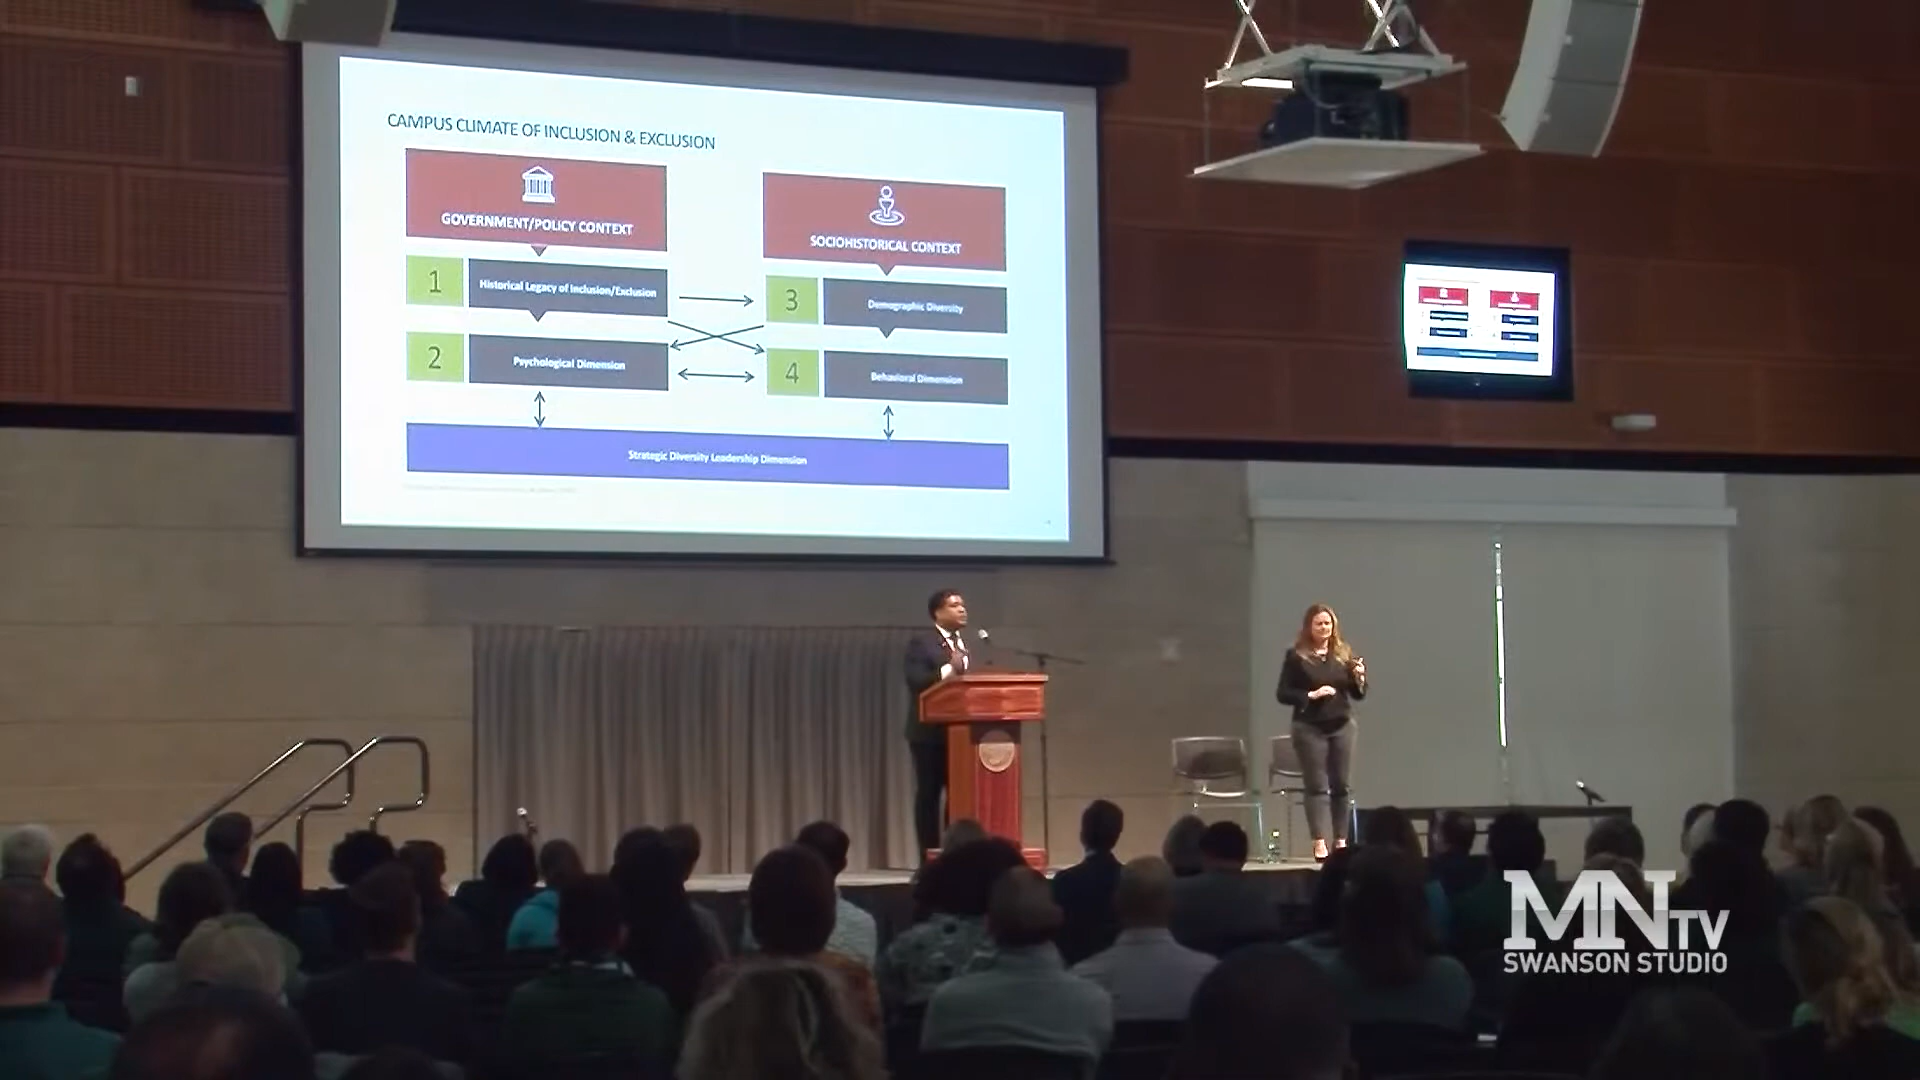 CAMPUS CLIMATE OF INCLUSION & EXCLUSION
GOVERNMENT/POLICY CONTEXT
SOCIOHISTORICAL CONTEXT
1
Historical Legacy of Inclusion/Exclusion
3
Demographic Diversity
2
Psychological Dimension
4
Behavioral Dimension
Strategic Diversity Leadership Dimension
MNTV
SWANSON STUDIO